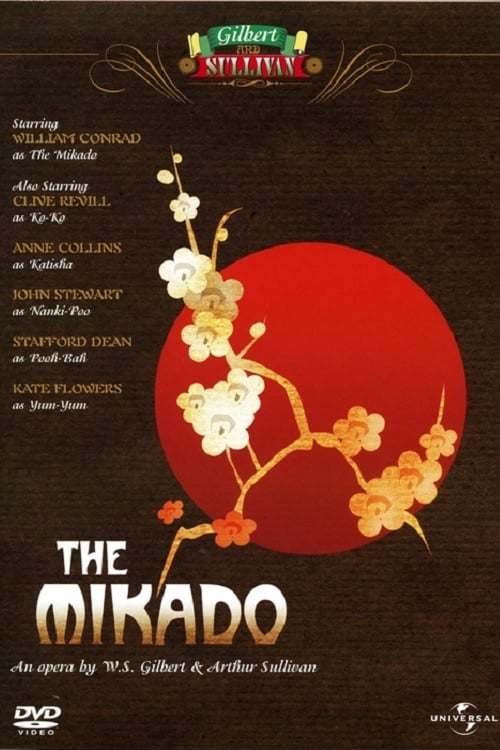 Gilbert
AND
SULLIVAN
Starring
WILLIAM CONRAD
as The Mikado
Also Starring
CLIVE REVILL
as Ko-Ko
ANNE COLLINS
as Katisha
JOHN STEWART
as Nanki-Poo
STAFFORD DEAN
as Pooh-Bah
KATE FLOWERS
as Yum-Yum
THE
MIKADO
An opera by W.S. Gilbert & Arthur Sullivan
DVD
VIDEO
UNIVERSAL